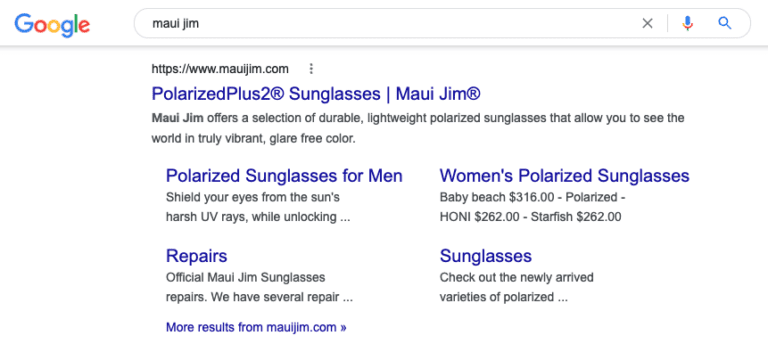 Google
maui jim
https://www.mauijim.com
PolarizedPlus2® Sunglasses | Maui Jim®
Maui Jim offers a selection of durable, lightweight polarized sunglasses that allow you to see the
world in truly vibrant, glare free color.
Polarized Sunglasses for Men
Shield your eyes from the sun's
harsh UV rays, while unlocking ...
Women's Polarized Sunglasses
Baby beach $316.00 - Polarized -
HONI $262.00 - Starfish $262.00
Repairs
Official Maui Jim Sunglasses
repairs. We have several repair ...
Sunglasses
Check out the newly arrived
varieties of polarized ...
More results from mauijim.com »